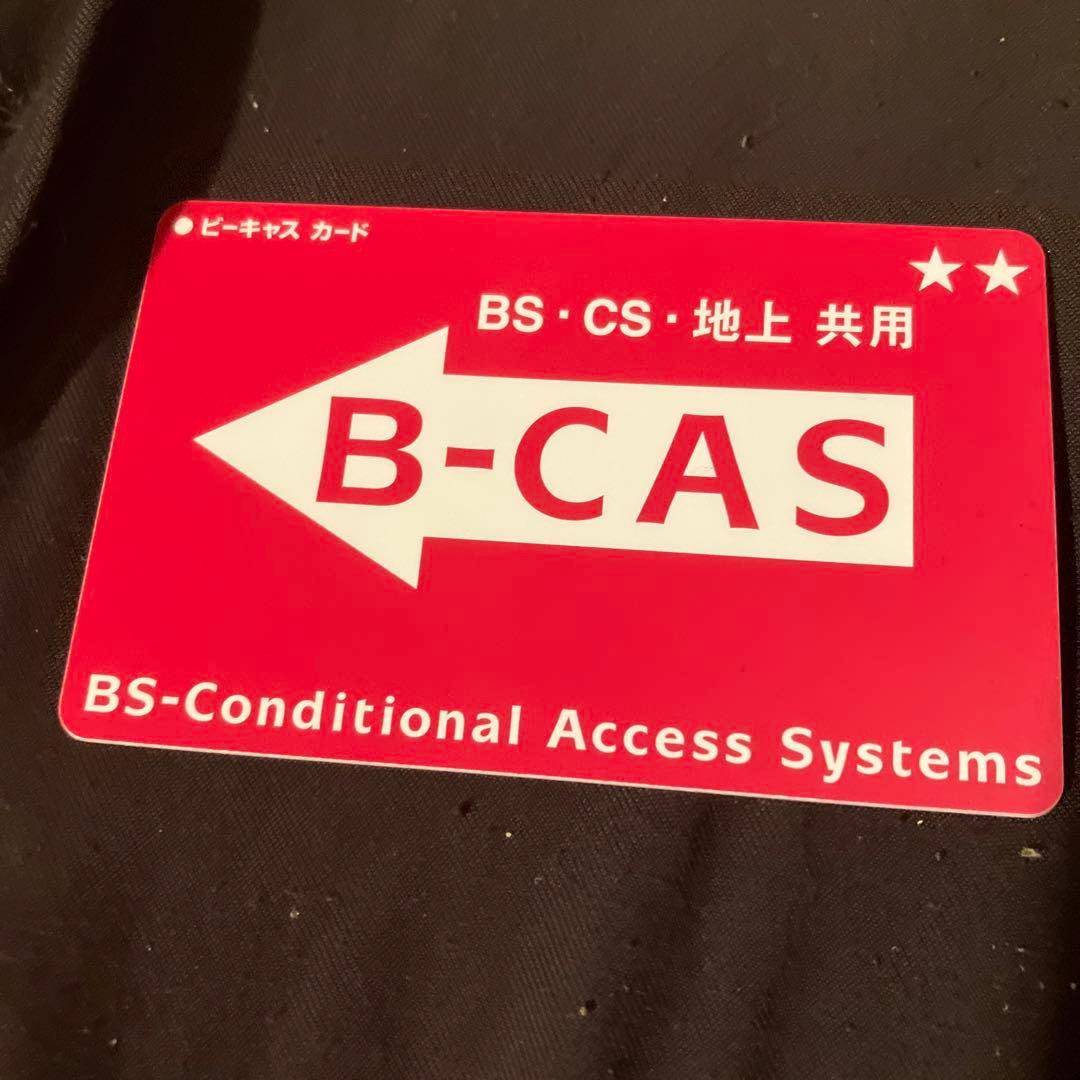 ●ビーキャス カード
★★
BS・CS・地上 共用
B-CAS
BS-Conditional Access Systems